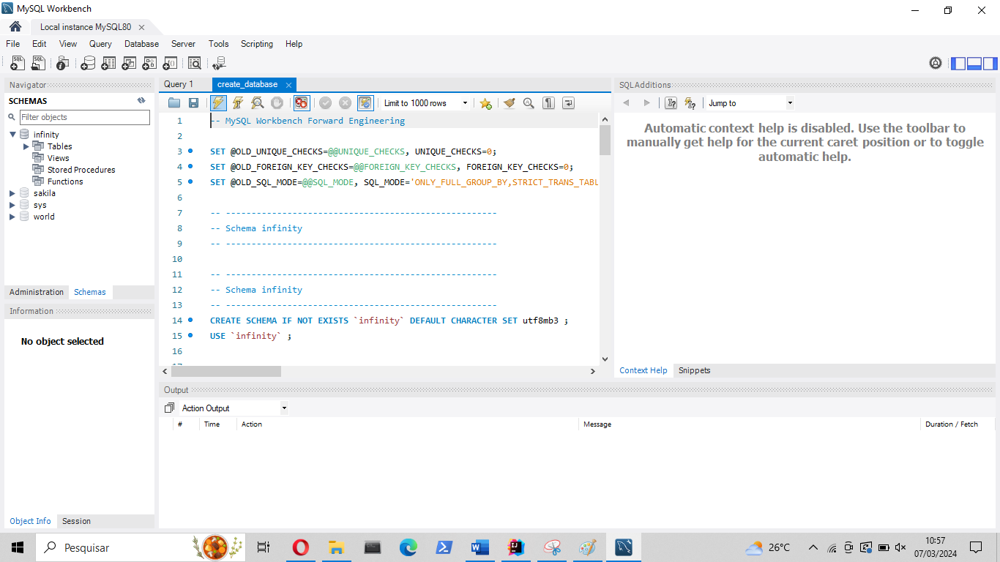 MySQL Workbench
Local instance MySQL80
File Edit View Query Database Server Tools Scripting Help
Navigator
SCHEMAS
Filter objects
infinity
Tables
Views
Stored Procedures
Functions
sakila
sys
world
Administration Schemas
Information
No object selected
Object Info Session
Query 1 create_database
Limit to 1000 rows
1 -- MySQL Workbench Forward Engineering
2
3 SET @OLD_UNIQUE_CHECKS=@@UNIQUE_CHECKS, UNIQUE_CHECKS=0;
4 SET @OLD_FOREIGN_KEY_CHECKS=@@FOREIGN_KEY_CHECKS, FOREIGN_KEY_CHECKS=0;
5 SET @OLD_SQL_MODE=@@SQL_MODE, SQL_MODE='ONLY_FULL_GROUP_BY,STRICT_TRANS_TABL
6
7 -- -----------------------------------------------------
8 -- Schema infinity
9 -- -----------------------------------------------------
10
11 -- -----------------------------------------------------
12 -- Schema infinity
13 -- -----------------------------------------------------
14 CREATE SCHEMA IF NOT EXISTS `infinity` DEFAULT CHARACTER SET utf8mb3 ;
15 USE `infinity` ;
16
SQLAdditions
Jump to
Automatic context help is disabled. Use the toolbar to
manually get help for the current caret position or to toggle
automatic help.
Context Help Snippets
Output
Action Output
# Time Action Message Duration / Fetch
Pesquisar
26°C
10:57
07/03/2024